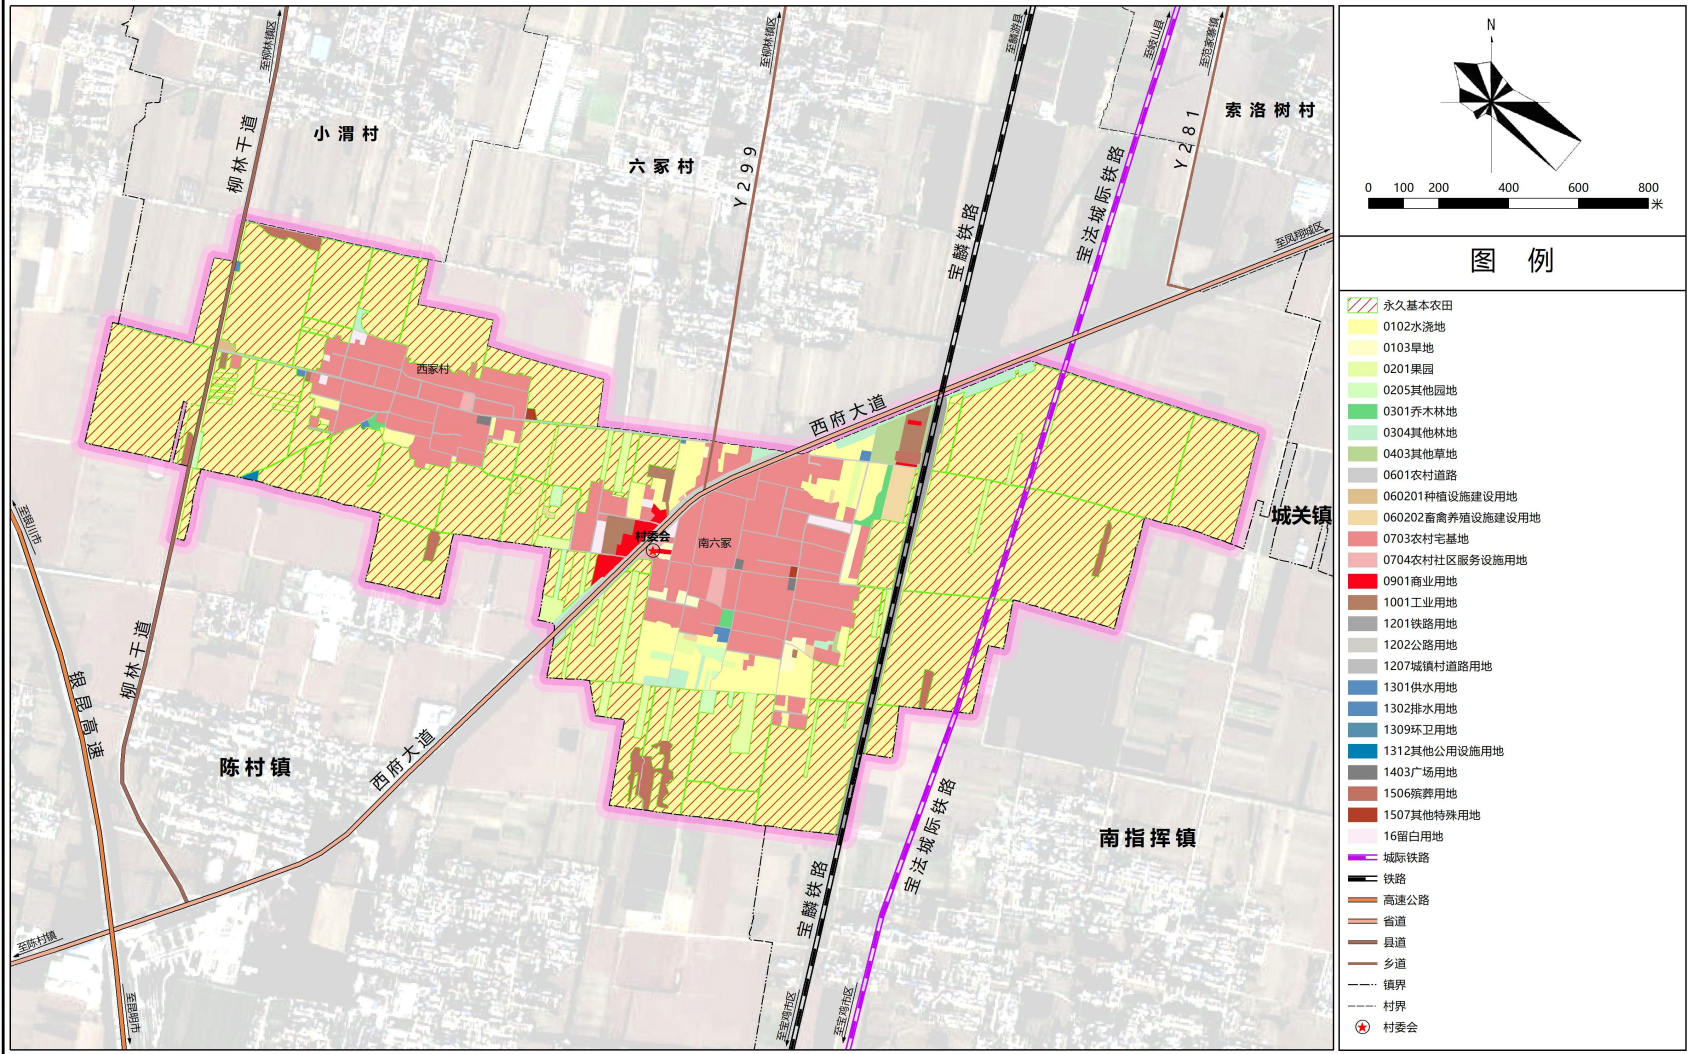 至柳林镇区
至柳林镇区
至麟游县
至岐山县
至范家寨镇
小渭村
六冢村
索洛树村
柳林干道
Y299
宝麟铁路
宝法城际铁路
Y281
至凤翔城区
西冢村
西府大道
城关镇
村委会
南六冢
至银川市
银昆高速
柳林干道
陈村镇
西府大道
南指挥镇
宝麟铁路
宝法城际铁路
至陈村镇
至昆明市
至宝鸡市区
至宝鸡市区
N
0 100 200 400 600 800
米
图 例
永久基本农田
0102水浇地
0103旱地
0201果园
0205其他园地
0301乔木林地
0304其他林地
0403其他草地
0601农村道路
060201种植设施建设用地
060202畜禽养殖设施建设用地
0703农村宅基地
0704农村社区服务设施用地
0901商业用地
1001工业用地
1201铁路用地
1202公路用地
1207城镇村道路用地
1301供水用地
1302排水用地
1309环卫用地
1312其他公用设施用地
1403广场用地
1506殡葬用地
1507其他特殊用地
16留白用地
城际铁路
铁路
高速公路
省道
县道
乡道
镇界
村界
村委会